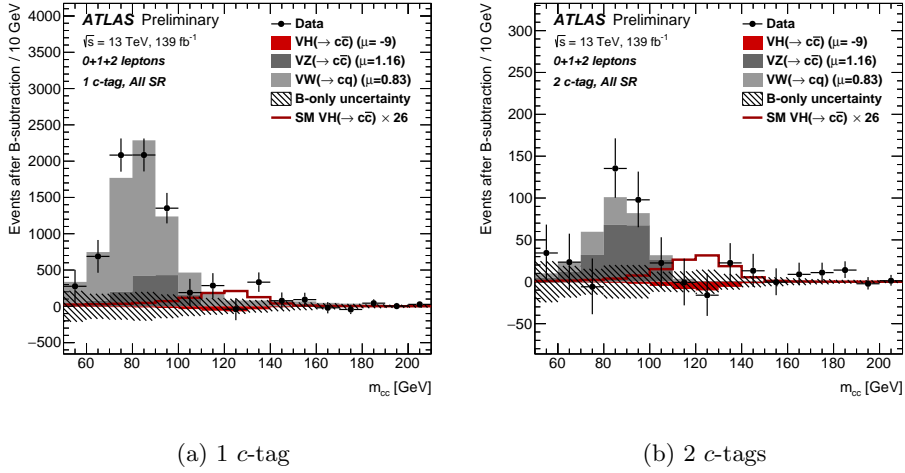 ATLAS Preliminary
√s = 13 TeV, 139 fb⁻¹
0+1+2 leptons
1 c-tag, All SR
Data
VH(→ cc̄) (μ= -9)
VZ(→ cc̄) (μ=1.16)
VW(→ cq) (μ=0.83)
B-only uncertainty
SM VH(→ cc̄) × 26
Events after B-subtraction / 10 GeV
4000
3500
3000
2500
2000
1500
1000
500
0
−500
60 80 100 120 140 160 180 200
m_cc [GeV]
(a) 1 c-tag
ATLAS Preliminary
√s = 13 TeV, 139 fb⁻¹
0+1+2 leptons
2 c-tag, All SR
Data
VH(→ cc̄) (μ= -9)
VZ(→ cc̄) (μ=1.16)
VW(→ cq) (μ=0.83)
B-only uncertainty
SM VH(→ cc̄) × 26
Events after B-subtraction / 10 GeV
300
250
200
150
100
50
0
−50
60 80 100 120 140 160 180 200
m_cc [GeV]
(b) 2 c-tags